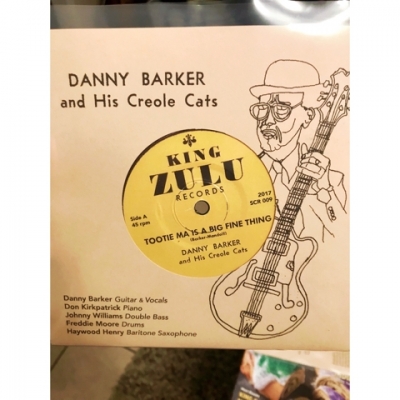 DANNY BARKER
and His Creole Cats
KING
ZULU
RECORDS
Side A
45 rpm
2017
SCR 009
TOOTIE MA IS A BIG FINE THING
(Barker-Mandell)
DANNY BARKER
and His Creole Cats
Danny Barker Guitar & Vocals
Don Kirkpatrick Piano
Johnny Williams Double Bass
Freddie Moore Drums
Haywood Henry Baritone Saxophone